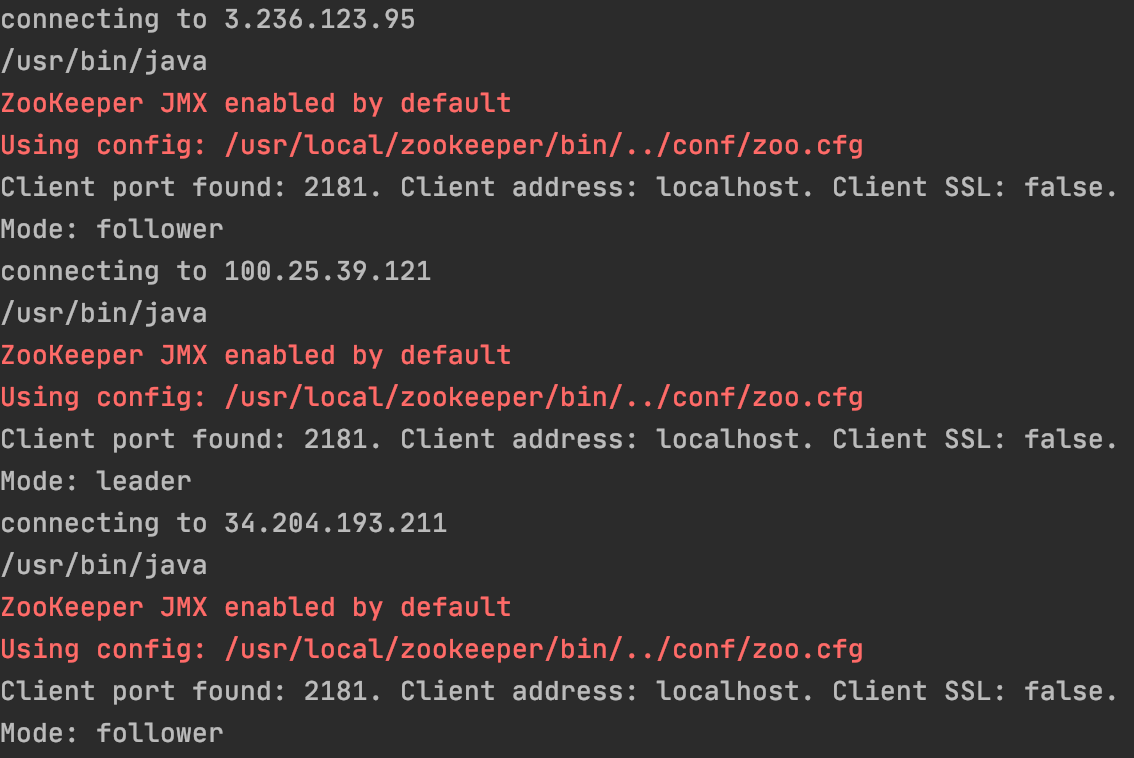 connecting to 3.236.123.95
/usr/bin/java
ZooKeeper JMX enabled by default
Using config: /usr/local/zookeeper/bin/../conf/zoo.cfg
Client port found: 2181. Client address: localhost. Client SSL: false.
Mode: follower
connecting to 100.25.39.121
/usr/bin/java
ZooKeeper JMX enabled by default
Using config: /usr/local/zookeeper/bin/../conf/zoo.cfg
Client port found: 2181. Client address: localhost. Client SSL: false.
Mode: leader
connecting to 34.204.193.211
/usr/bin/java
ZooKeeper JMX enabled by default
Using config: /usr/local/zookeeper/bin/../conf/zoo.cfg
Client port found: 2181. Client address: localhost. Client SSL: false.
Mode: follower